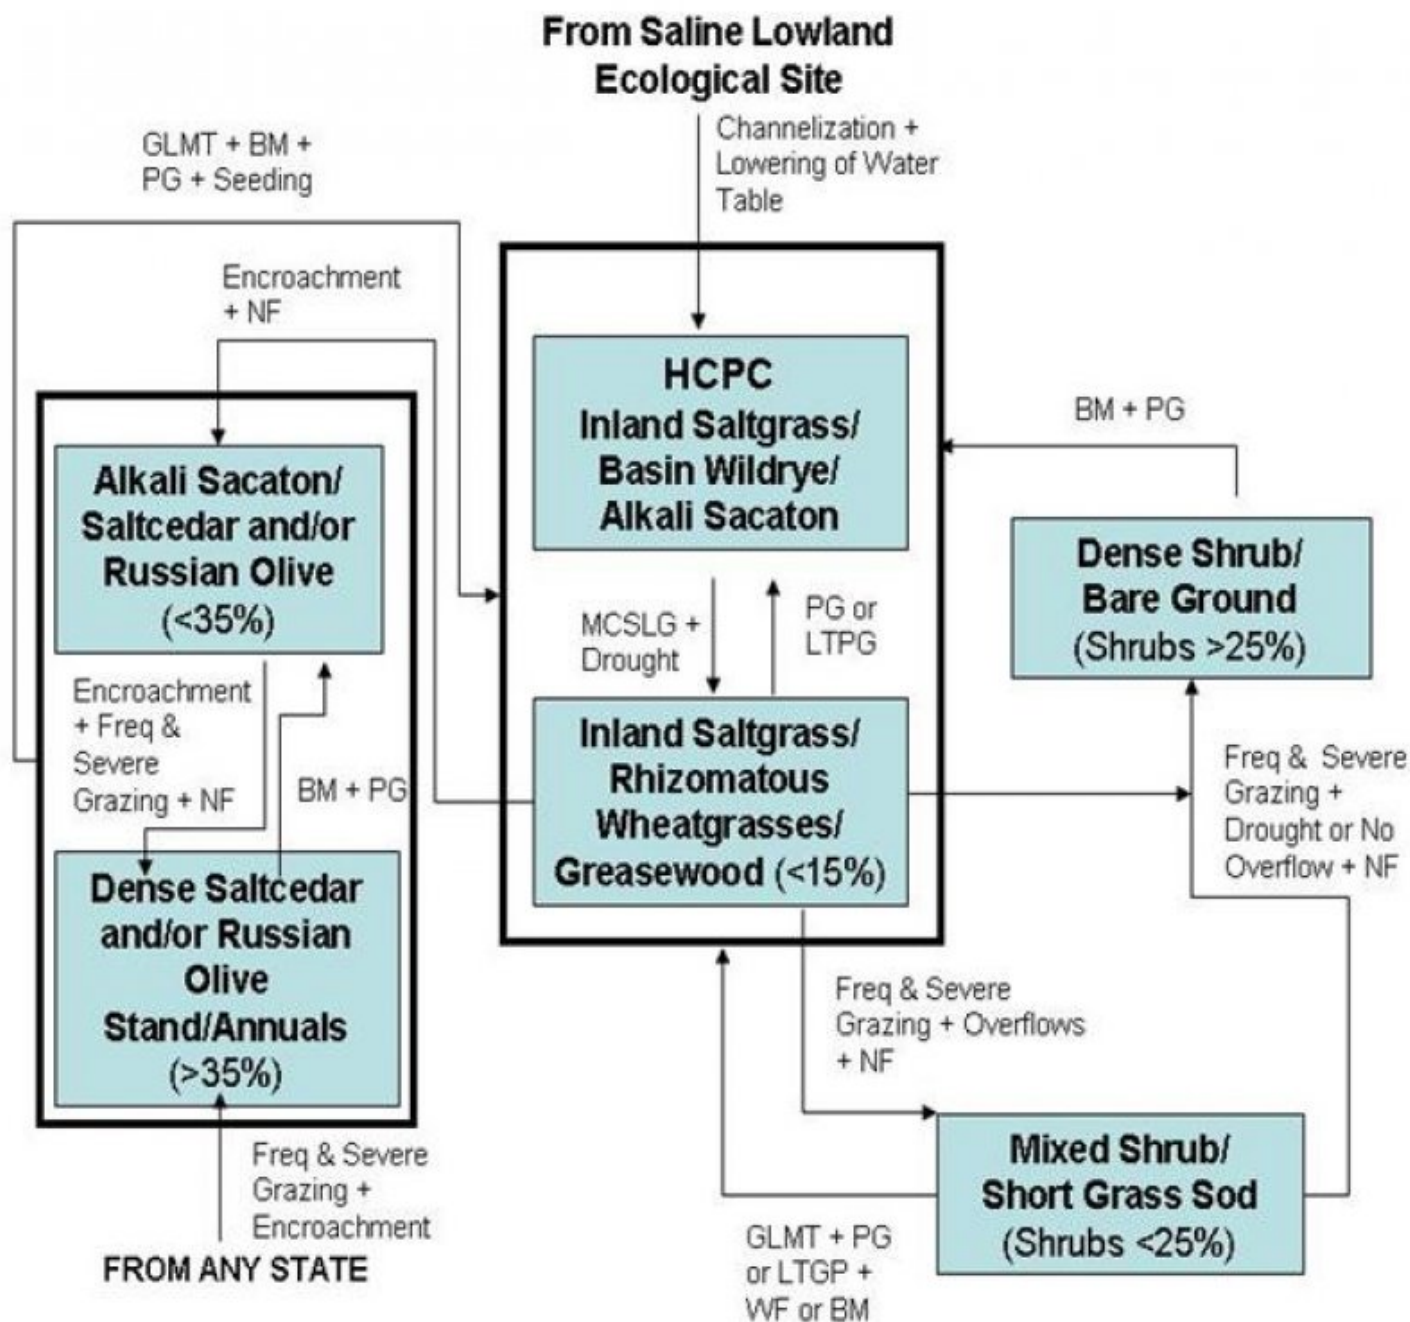 From Saline Lowland
Ecological Site
Channelization +
Lowering of Water
Table
GLMT + BM +
PG + Seeding
Encroachment
+ NF
HCPC
Inland Saltgrass/
Basin Wildrye/
Alkali Sacaton
BM + PG
Alkali Sacaton/
Saltcedar and/or
Russian Olive
(<35%)
Dense Shrub/
Bare Ground
(Shrubs >25%)
MCSLG +
Drought
PG or
LTPG
Encroachment
+ Freq &
Severe
Grazing + NF
BM + PG
Inland Saltgrass/
Rhizomatous
Wheatgrasses/
Greasewood (<15%)
Freq & Severe
Grazing +
Drought or No
Overflow + NF
Dense Saltcedar
and/or Russian
Olive
Stand/Annuals
(>35%)
Freq & Severe
Grazing + Overflows
+ NF
Freq & Severe
Grazing +
Encroachment
FROM ANY STATE
Mixed Shrub/
Short Grass Sod
(Shrubs <25%)
GLMT + PG
or LTGP +
WF or BM